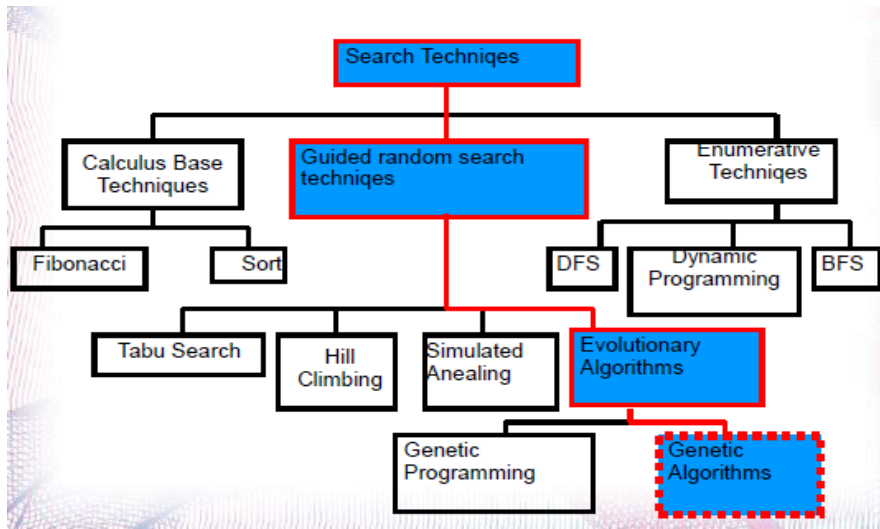 Search Techniqes
Calculus Base
Techniques
Guided random search
techniqes
Enumerative
Techniqes
Fibonacci
Sort
DFS
Dynamic
Programming
BFS
Tabu Search
Hill
Climbing
Simulated
Anealing
Evolutionary
Algorithms
Genetic
Programming
Genetic
Algorithms